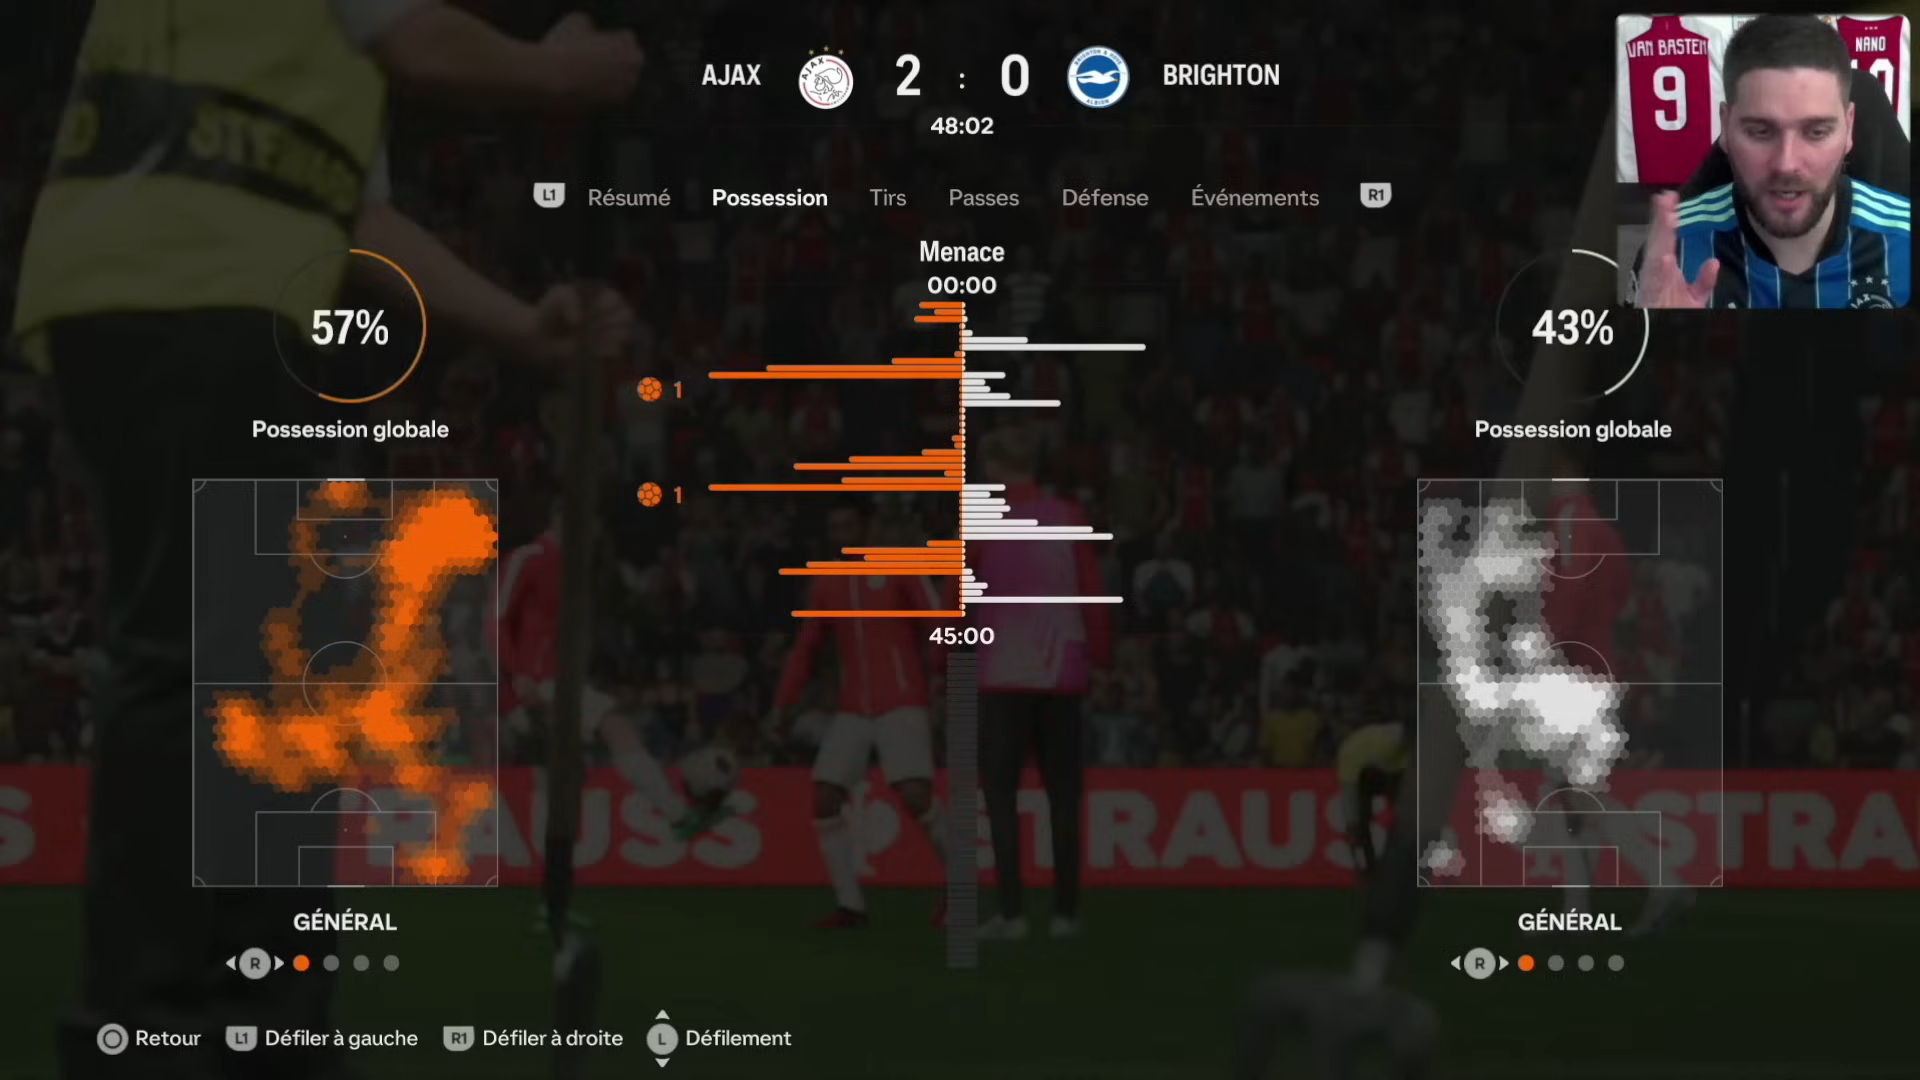 AJAX 2 : 0 BRIGHTON
48:02
L1 Résumé Possession Tirs Passes Défense Événements R1
VAN BASTEN
9
NANO
10
Menace
00:00
57%
Possession globale
1
1
45:00
43%
Possession globale
STRAUSS
GÉNÉRAL
R
GÉNÉRAL
R
Retour L1 Défiler à gauche R1 Défiler à droite L Défilement